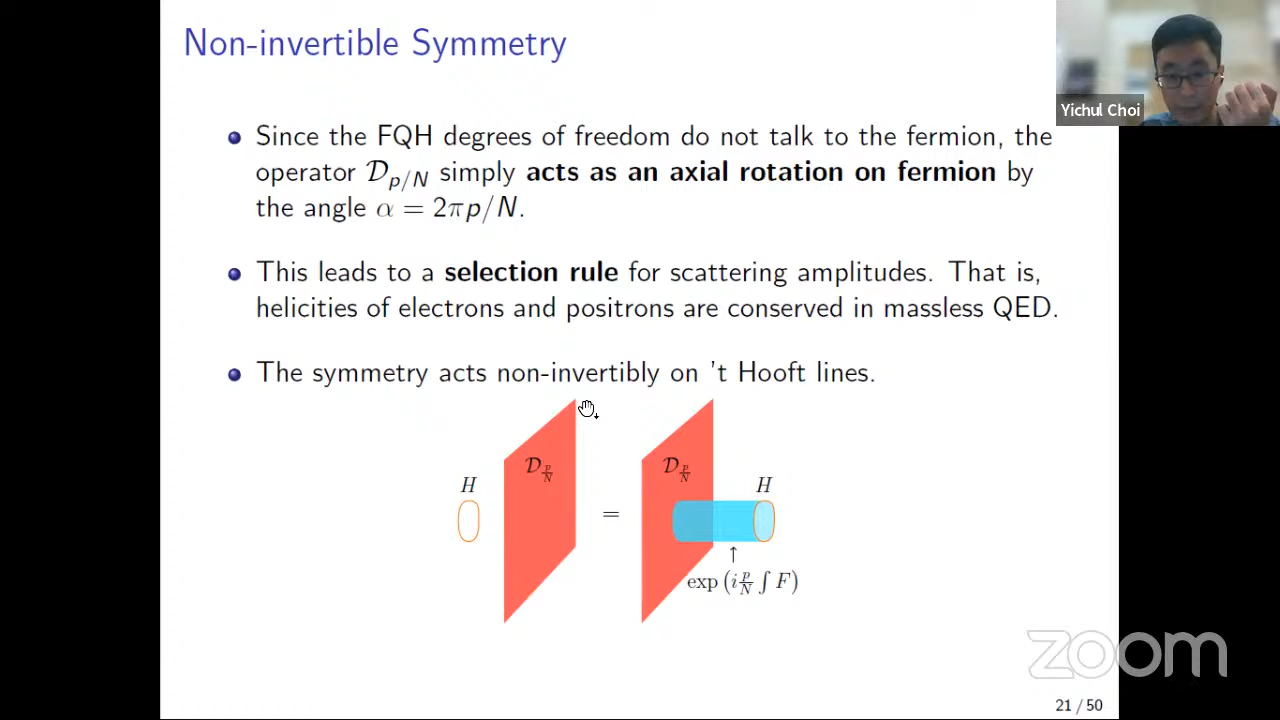 Non-invertible Symmetry
Yichul Choi
Since the FQH degrees of freedom do not talk to the fermion, the
operator 𝒟_{p/N} simply acts as an axial rotation on fermion by
the angle α = 2πp/N.
This leads to a selection rule for scattering amplitudes. That is,
helicities of electrons and positrons are conserved in massless QED.
The symmetry acts non-invertibly on 't Hooft lines.
H 𝒟_{p/N} = 𝒟_{p/N} H
↑
exp (i p/N ∫ F)
zoom
21 / 50